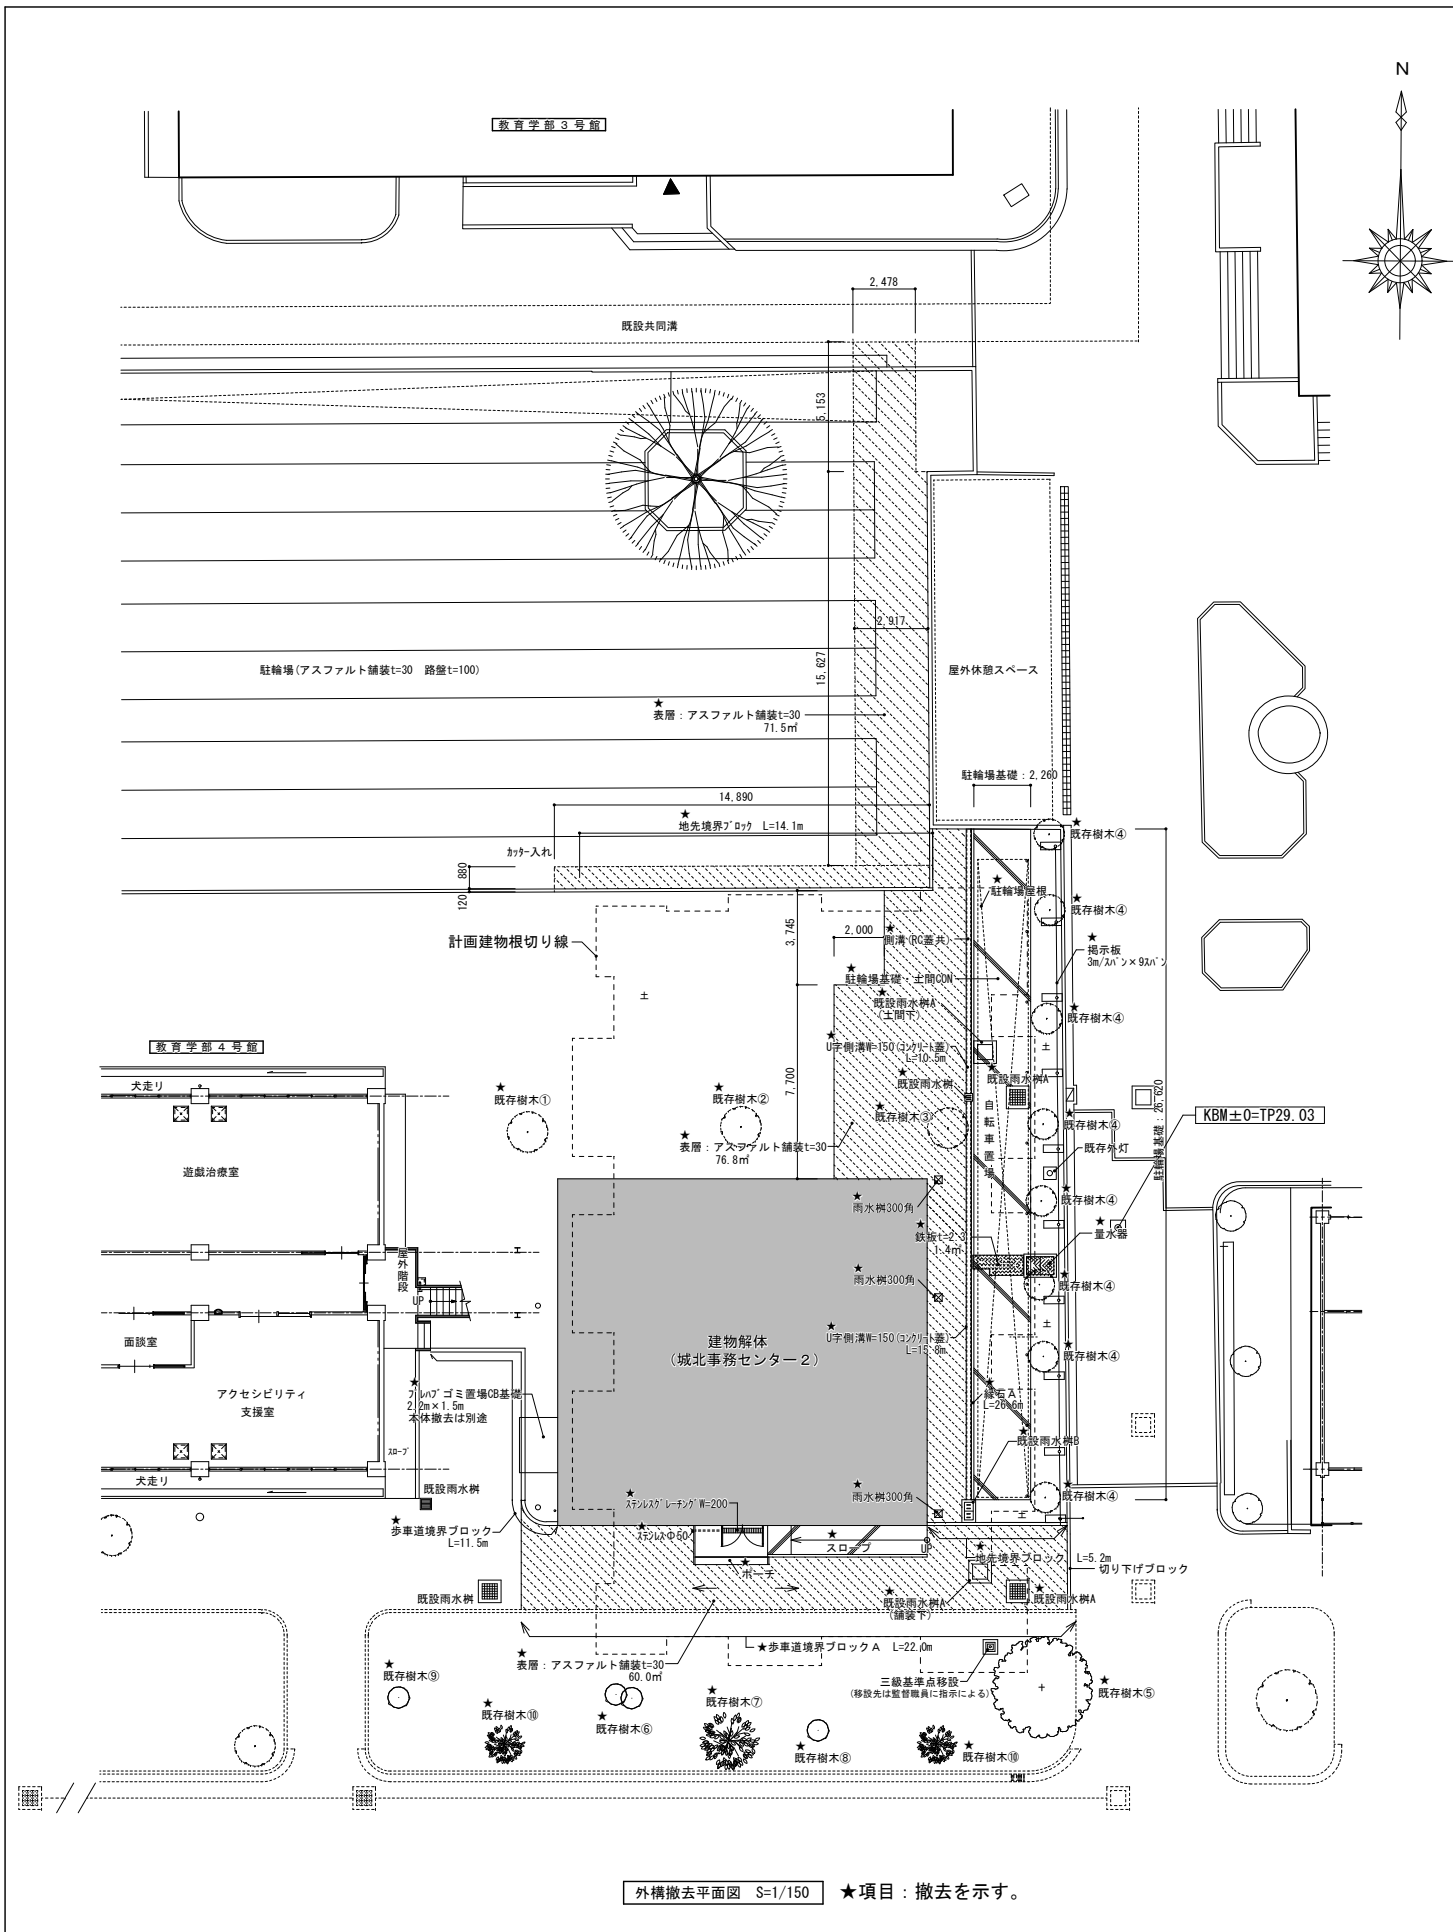 N
教育学部３号館
2,478
既設共同溝
5,153
2,917
15,627
駐輪場(アスファルト舗装t=30　路盤t=100)
屋外休憩スペース
★
表層：アスファルト舗装t=30
71.5㎡
駐輪場基礎：2,260
14,890
★
地先境界ブロック　L=14.1m
★
既存樹木④
カッター入れ
880
120
★
駐輪場屋根
★
既存樹木④
3,745
2,000
★
側溝(RC蓋共)
★
掲示板
3m/スパン×9スパン
計画建物根切り線
★
駐輪場基礎・土間CON
土
★
既設雨水桝A
(土間下)
★
既存樹木④
★
U字側溝W=150(コンクリート蓋)
L=10.5m
土
教育学部４号館
★
既設雨水桝
★
既設雨水桝A
犬走り
★
既存樹木①
★
既存樹木②
7,700
★
既存樹木③
自転車置場
★
既存樹木④
駐輪場基礎：26,620
KBM±0=TP29.03
★
表層：アスファルト舗装t=30
76.8㎡
既存外灯
遊戯治療室
★
雨水桝300角
★
既存樹木④
★
鉄板t=2.3
1.4㎡
★
量水器
屋外階段
UP
★
雨水桝300角
★
既存樹木④
面談室
建物解体
(城北事務センター２)
★
U字側溝W=150(コンクリート蓋)
L=15.8m
土
★
既存樹木④
アクセシビリティ
支援室
★
プレハブゴミ置場CB基礎
2.2m×1.5m
本体撤去は別途
★
縁石A
L=26.6m
スロープ
★
既設雨水桝B
犬走り
既設雨水桝
★
ステンレスグレーチングW=200
★
雨水桝300角
★
既存樹木④
★
歩車道境界ブロック
L=11.5m
★
ステンレスΦ50
★
スロープ
UP
土
★
地先境界ブロック　L=5.2m
切り下げブロック
★
ポーチ
既設雨水桝
★
既設雨水桝A
(舗装下)
★
既設雨水桝A
★歩車道境界ブロックA　L=22.0m
★
表層：アスファルト舗装t=30
60.0㎡
三級基準点移設
(移設先は監督職員に指示による)
★
既存樹木⑨
★
既存樹木⑤
★
既存樹木⑩
★
既存樹木⑥
★
既存樹木⑦
★
既存樹木⑧
★
既存樹木⑩
外構撤去平面図　S=1/150
★項目：撤去を示す。